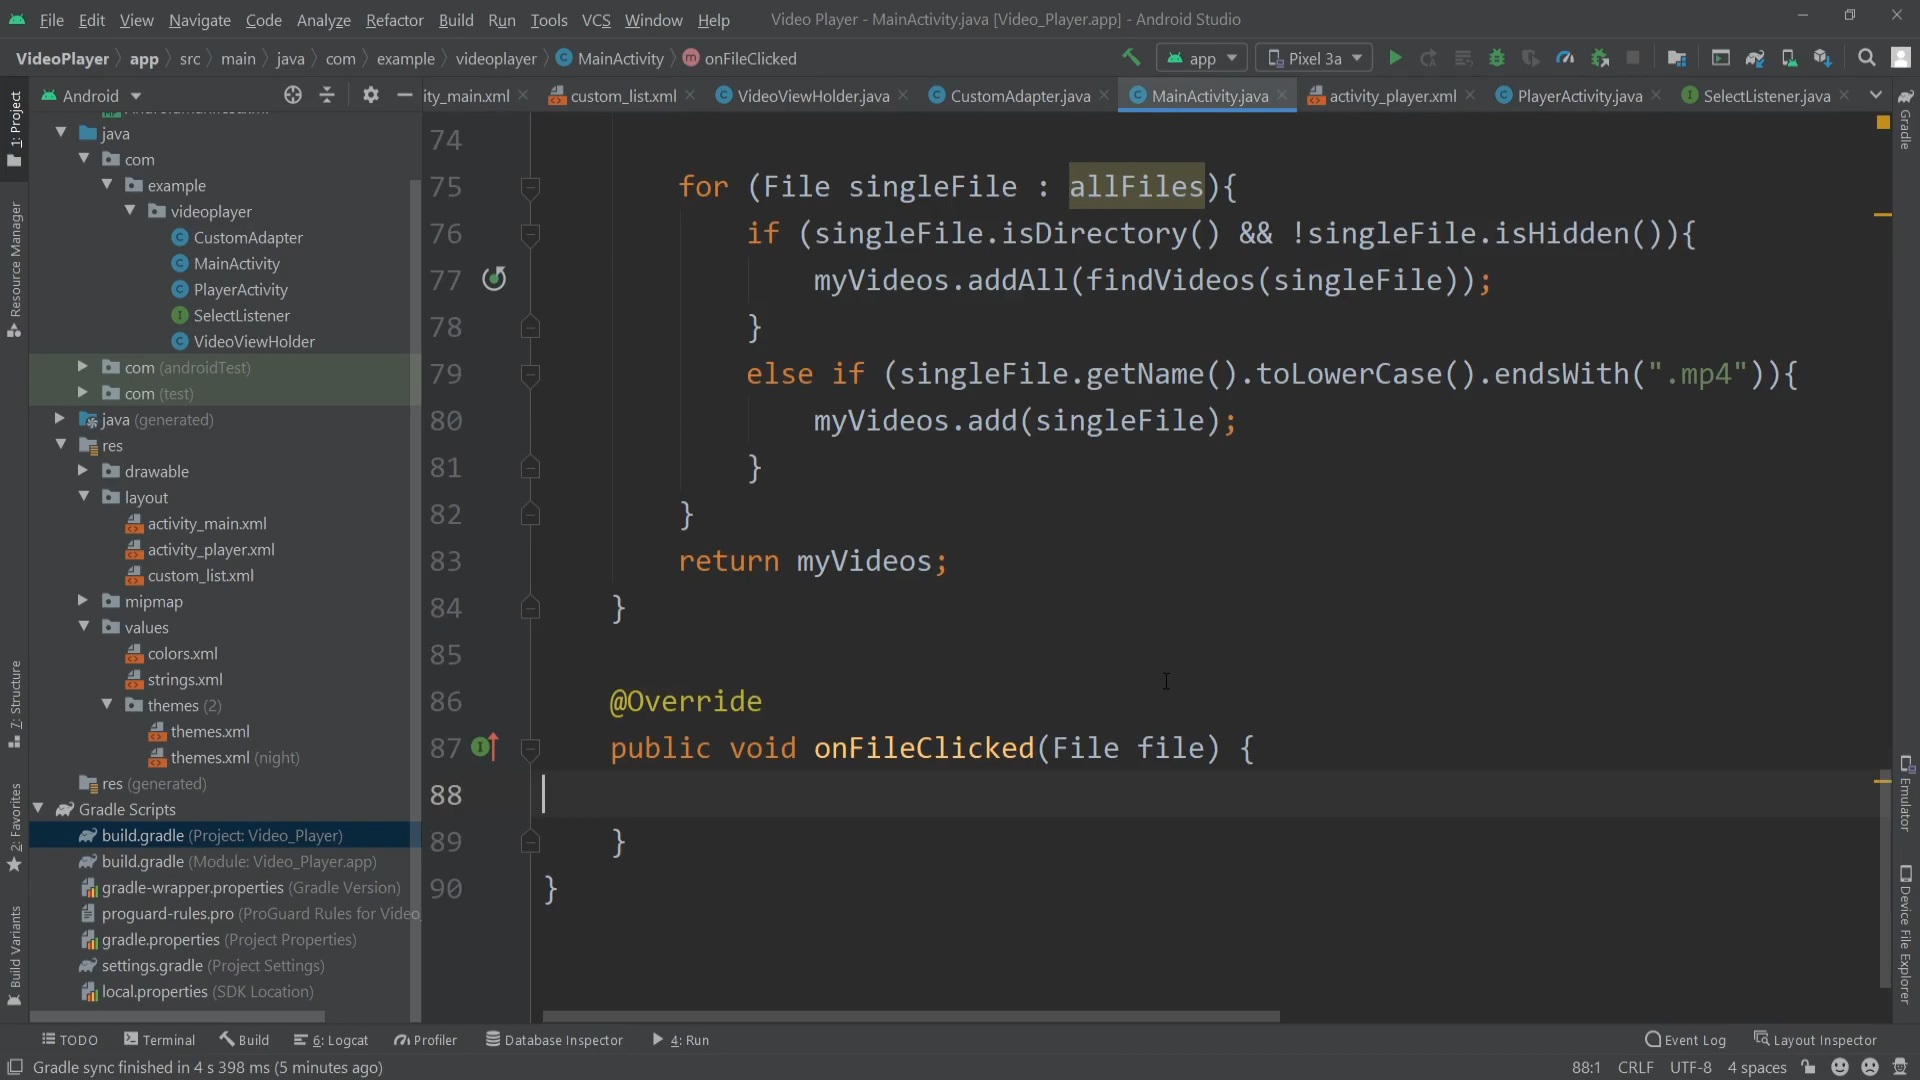 File Edit View Navigate Code Analyze Refactor Build Run Tools VCS Window Help Video Player - MainActivity.java [Video_Player.app] - Android Studio
VideoPlayer app src main java com example videoplayer MainActivity onFileClicked app Pixel 3a
Android ity_main.xml custom_list.xml VideoViewHolder.java CustomAdapter.java MainActivity.java activity_player.xml PlayerActivity.java SelectListener.java
1: Project
Resource Manager
7: Structure
2: Favorites
Build Variants
java
com
example
videoplayer
CustomAdapter
MainActivity
PlayerActivity
SelectListener
VideoViewHolder
com (androidTest)
com (test)
java (generated)
res
drawable
layout
activity_main.xml
activity_player.xml
custom_list.xml
mipmap
values
colors.xml
strings.xml
themes (2)
themes.xml
themes.xml (night)
res (generated)
Gradle Scripts
build.gradle (Project: Video_Player)
build.gradle (Module: Video_Player.app)
gradle-wrapper.properties (Gradle Version)
proguard-rules.pro (ProGuard Rules for Video
gradle.properties (Project Properties)
settings.gradle (Project Settings)
local.properties (SDK Location)
74
75 for (File singleFile : allFiles){
76 if (singleFile.isDirectory() && !singleFile.isHidden()){
77 myVideos.addAll(findVideos(singleFile));
78 }
79 else if (singleFile.getName().toLowerCase().endsWith(".mp4")){
80 myVideos.add(singleFile);
81 }
82 }
83 return myVideos;
84 }
85
86 @Override
87 public void onFileClicked(File file) {
88
89 }
90 }
Gradle
Emulator
Device File Explorer
TODO Terminal Build 6: Logcat Profiler Database Inspector 4: Run Event Log Layout Inspector
Gradle sync finished in 4 s 398 ms (5 minutes ago) 88:1 CRLF UTF-8 4 spaces